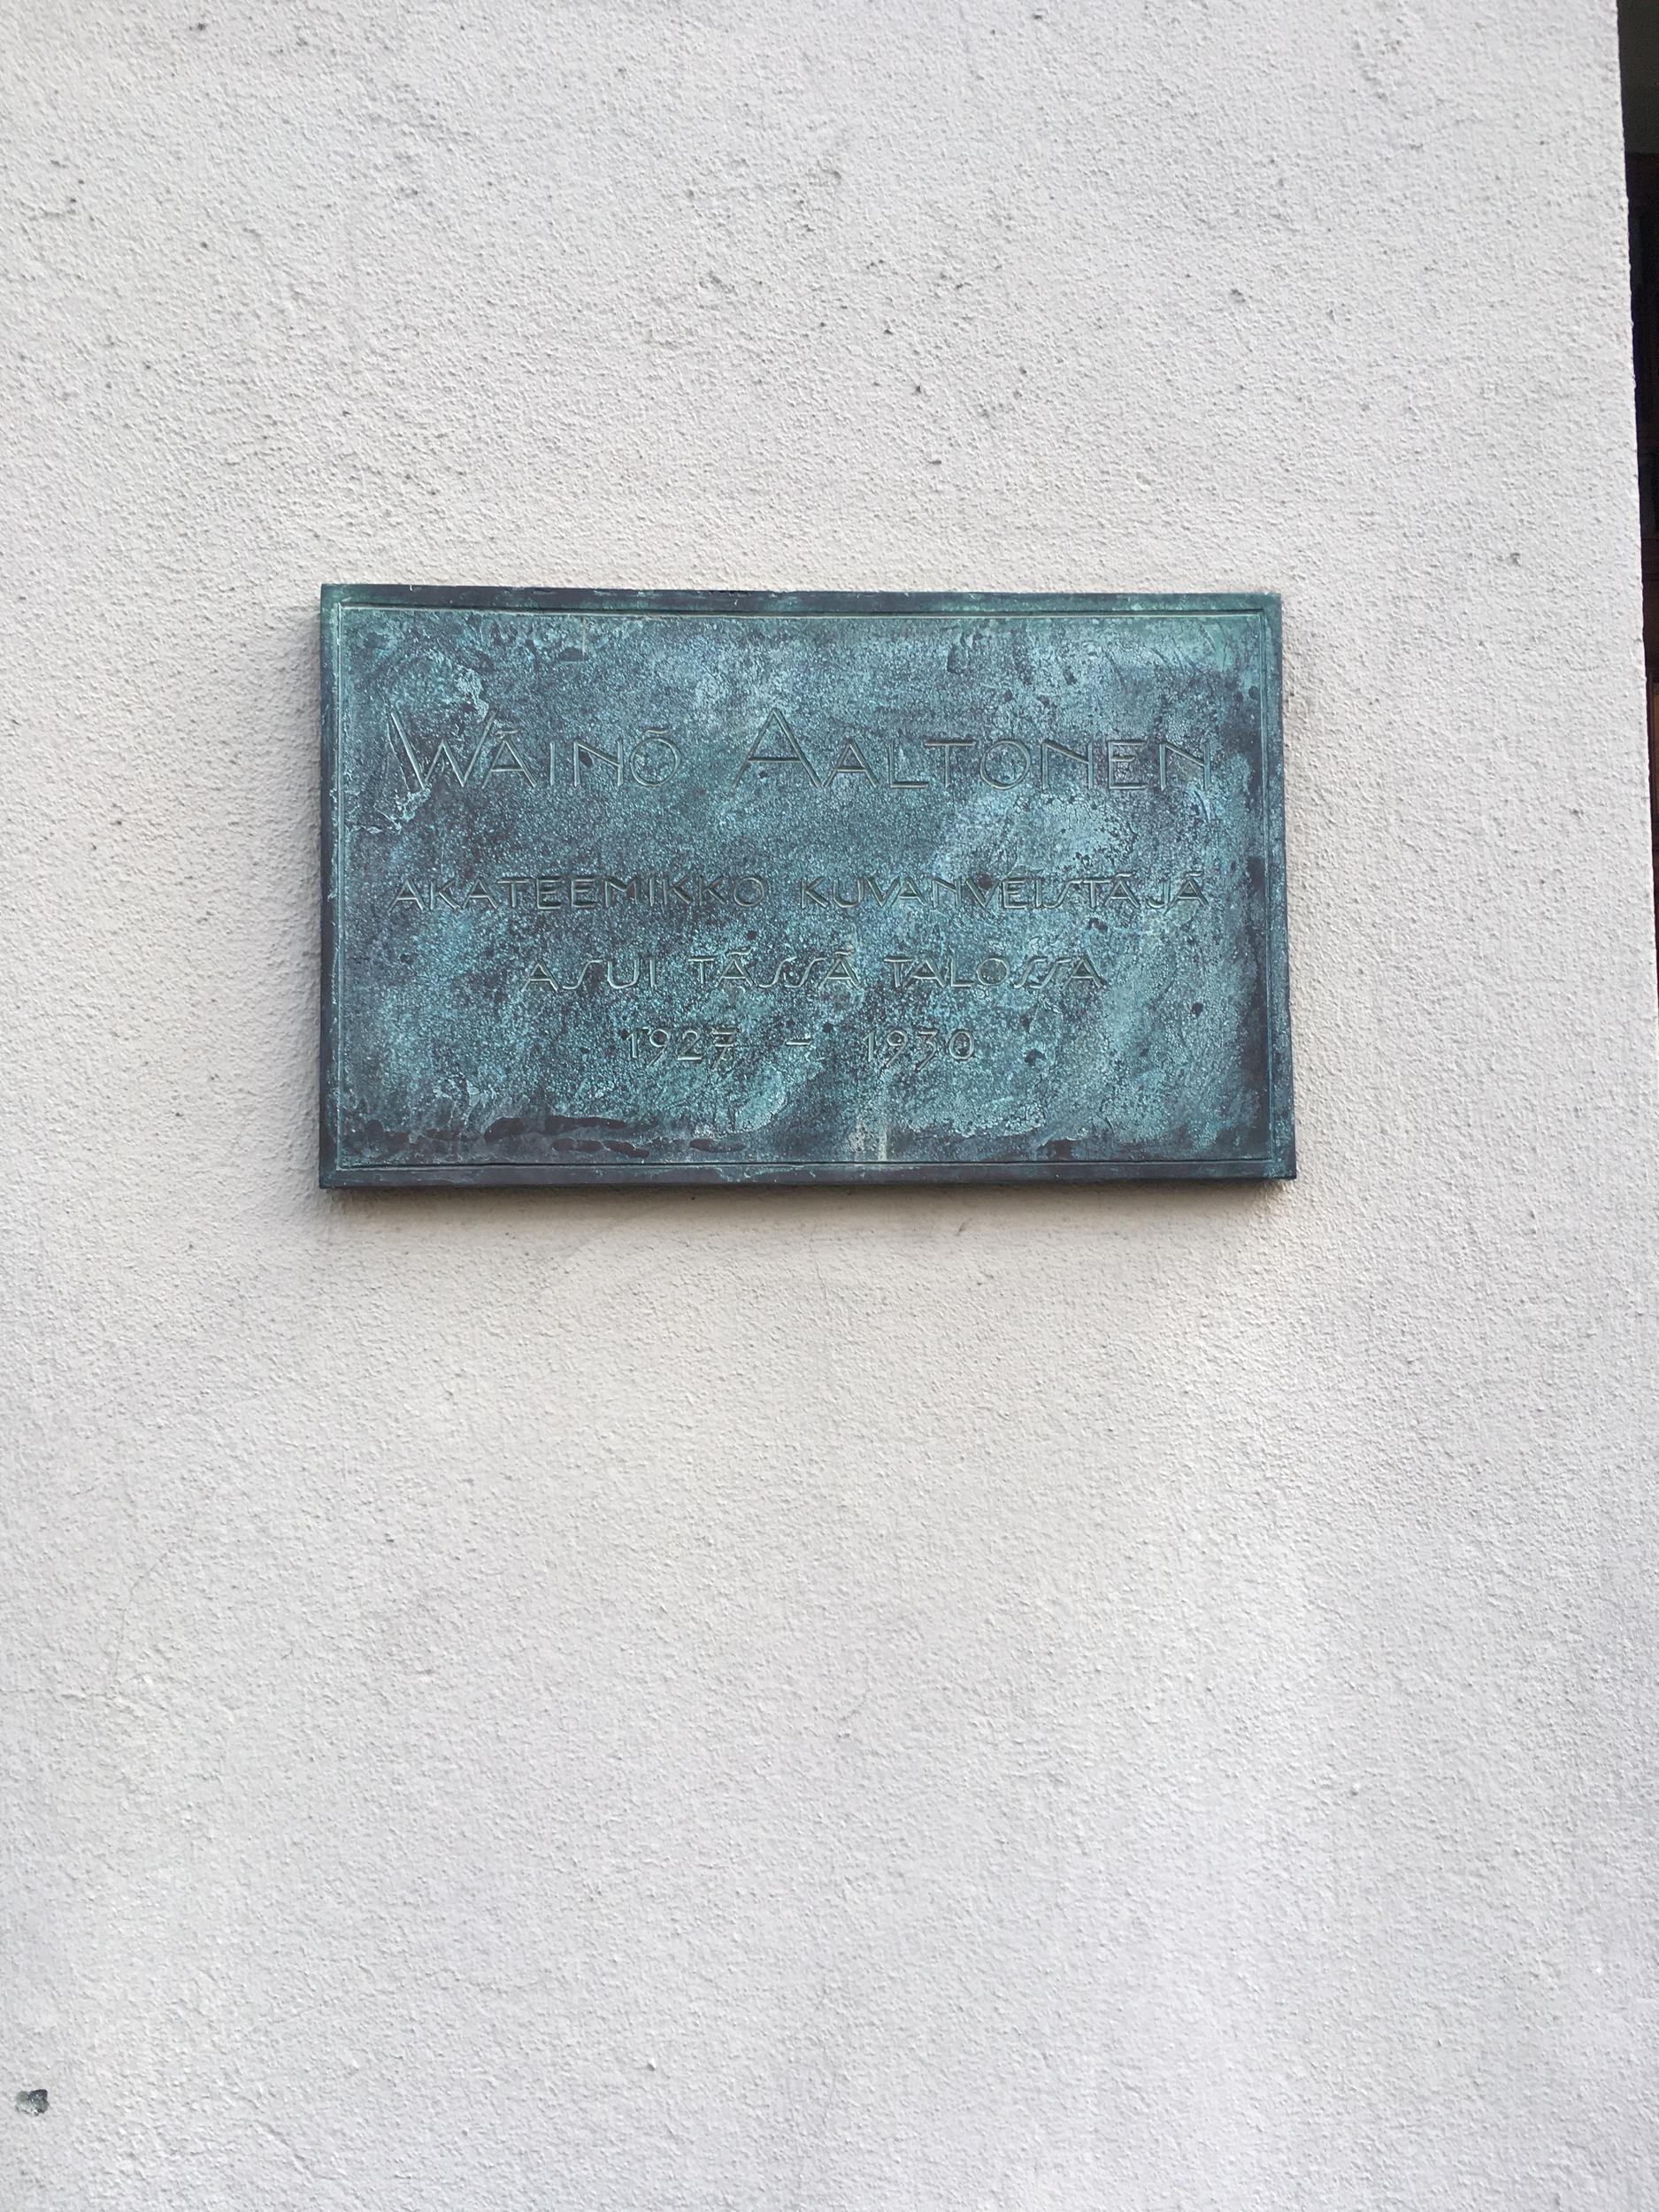 WÄINÖ AALTONEN
AKATEEMIKKO KUVANVEISTÄJÄ
ASUI TÄSSÄ TALOSSA
1927 – 1930